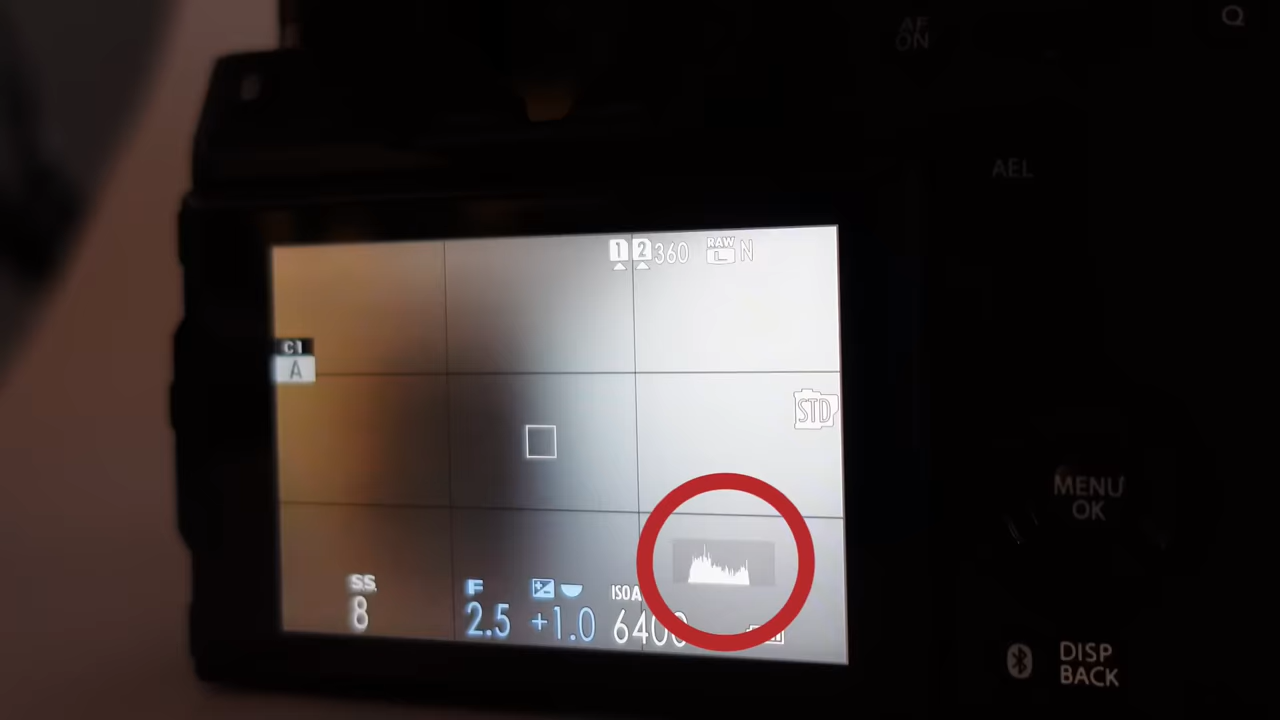 Q
AF
ON
AEL
1 2 360 RAW L N
C1
A
STD
MENU
OK
S.S. F ISO A
8 2.5 +1.0 6400
DISP
BACK